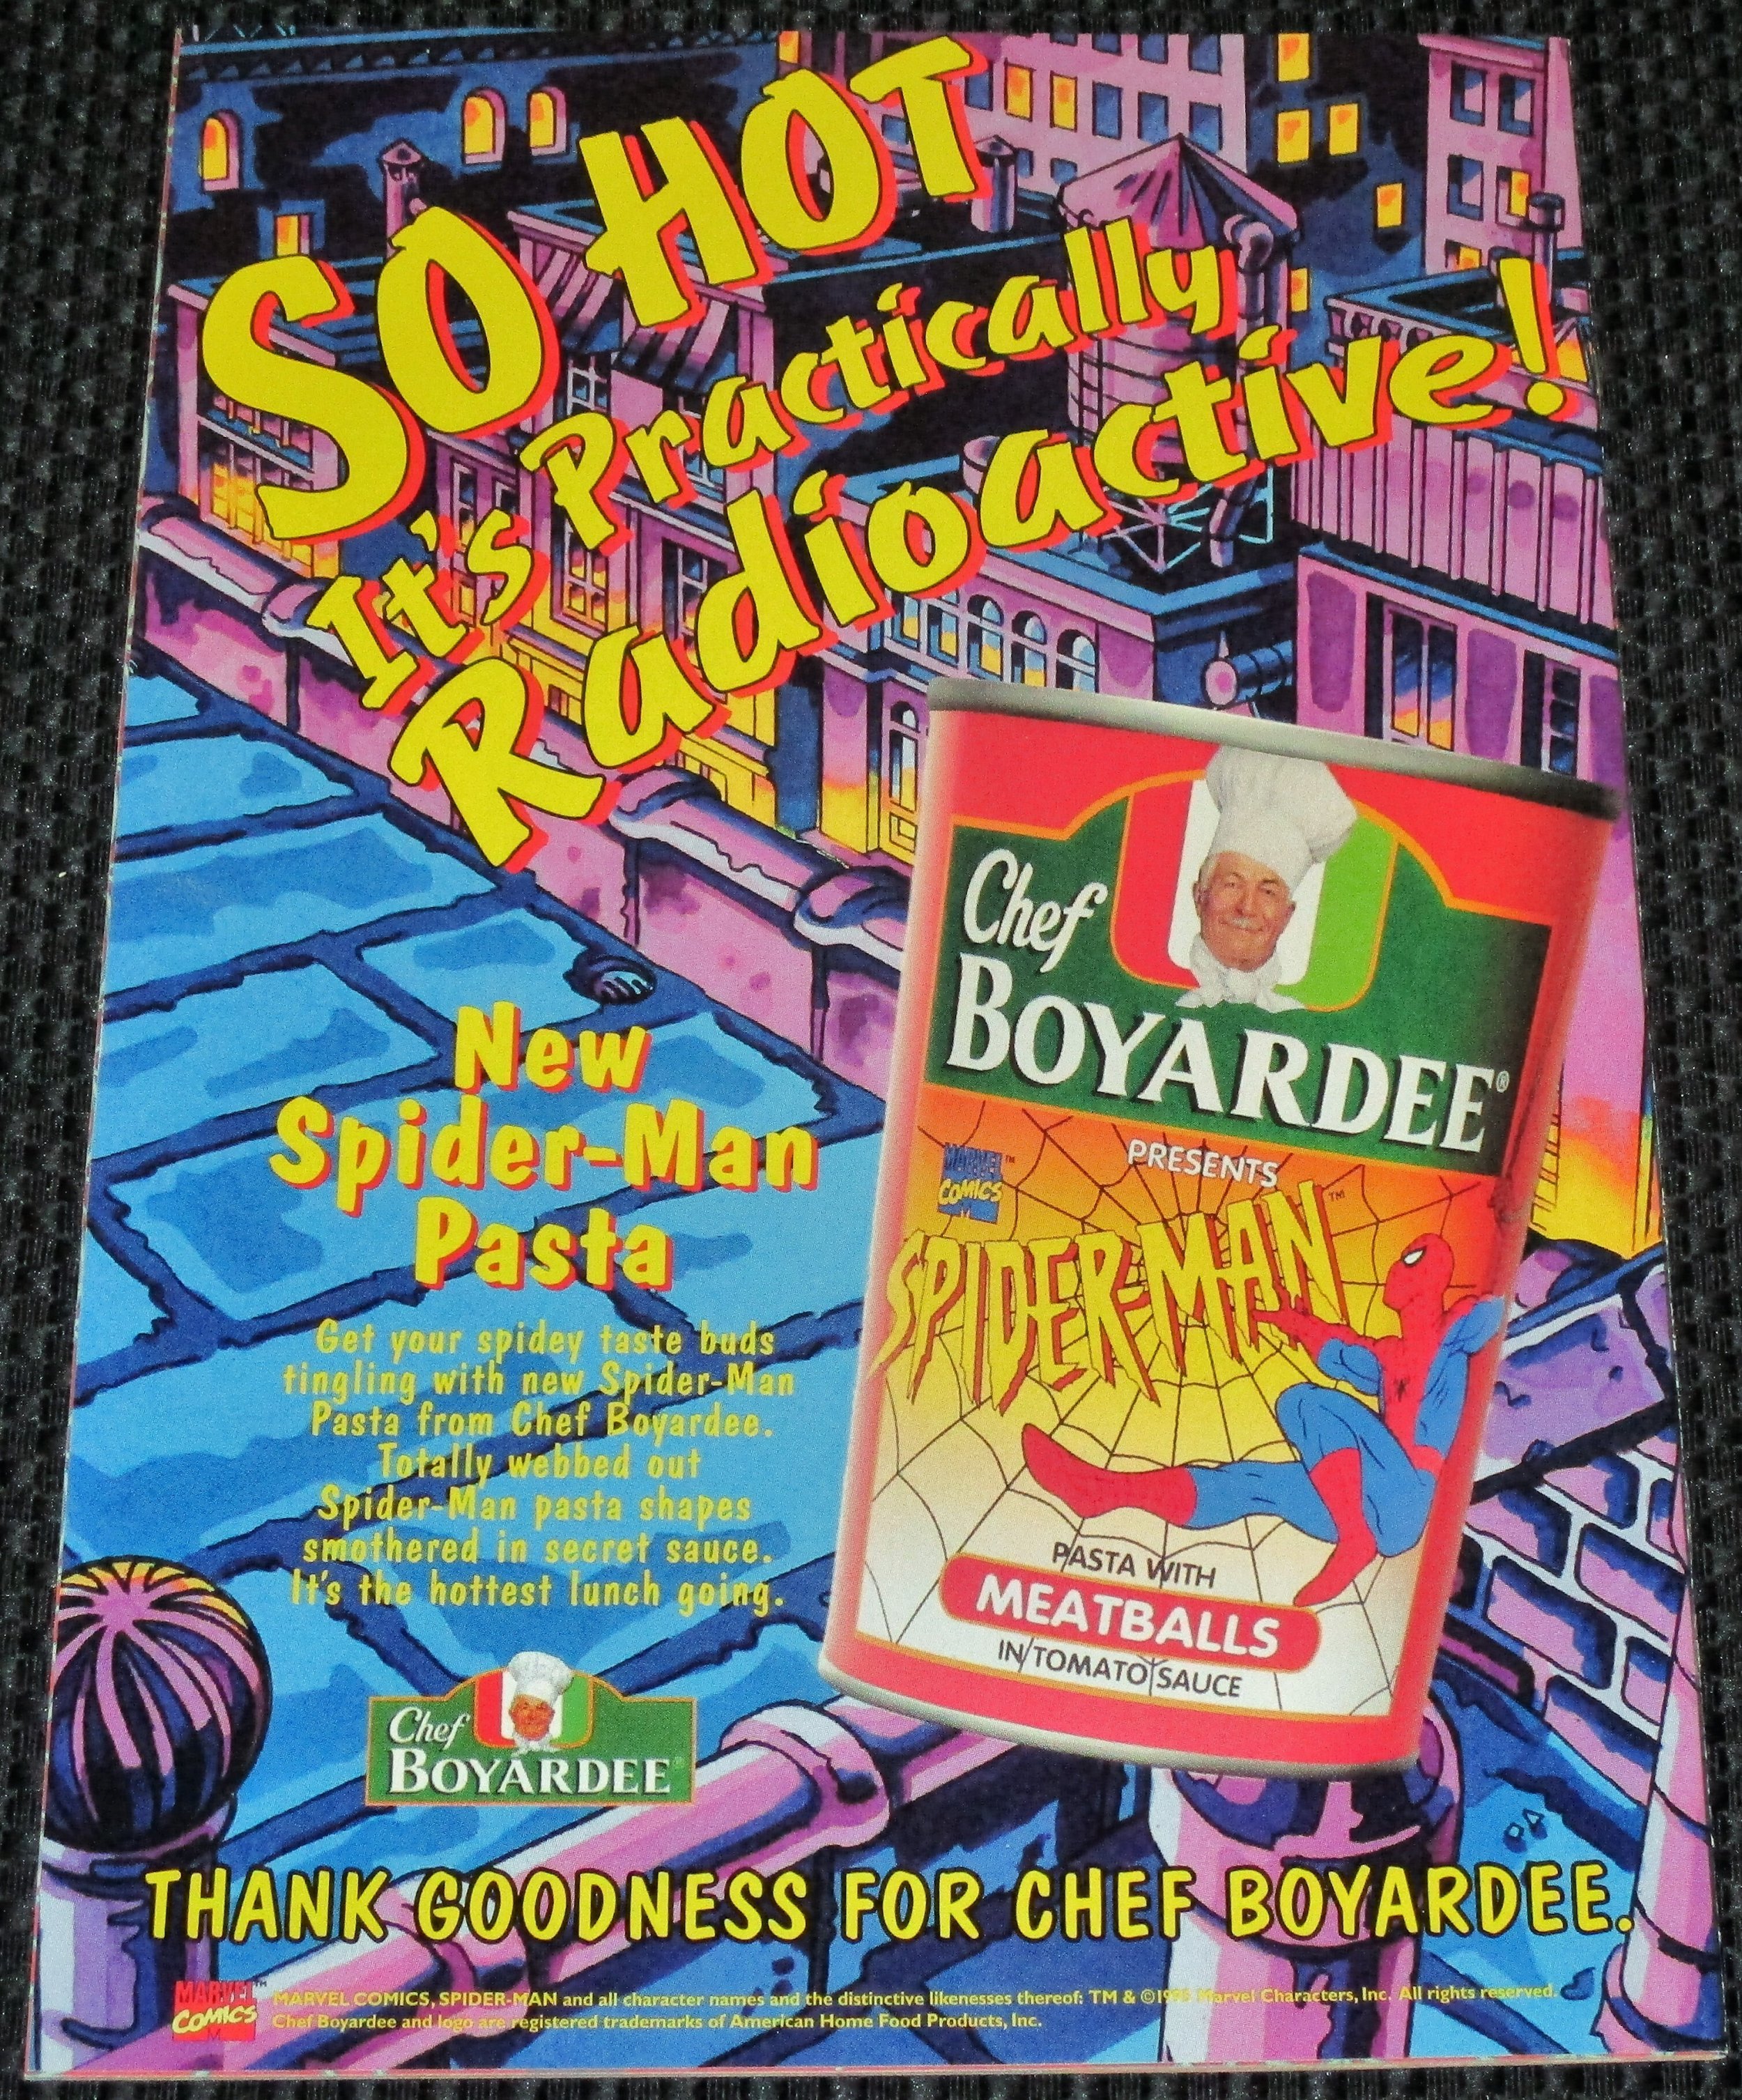 SO HOT
It's Practically
Radioactive!
Chef
BOYARDEE®
PRESENTS
MARVEL™
COMICS
SPIDER-MAN™
PASTA WITH
MEATBALLS
IN TOMATO SAUCE
New
Spider-Man
Pasta
Get your spidey taste buds
tingling with new Spider-Man
Pasta from Chef Boyardee.
Totally webbed out
Spider-Man pasta shapes
smothered in secret sauce.
It's the hottest lunch going.
Chef
BOYARDEE®
THANK GOODNESS FOR CHEF BOYARDEE.
MARVEL™
COMICS
MARVEL COMICS, SPIDER-MAN and all character names and the distinctive likenesses thereof: TM & © Marvel Characters, Inc. All rights reserved.
Chef Boyardee and logo are registered trademarks of American Home Food Products, Inc.